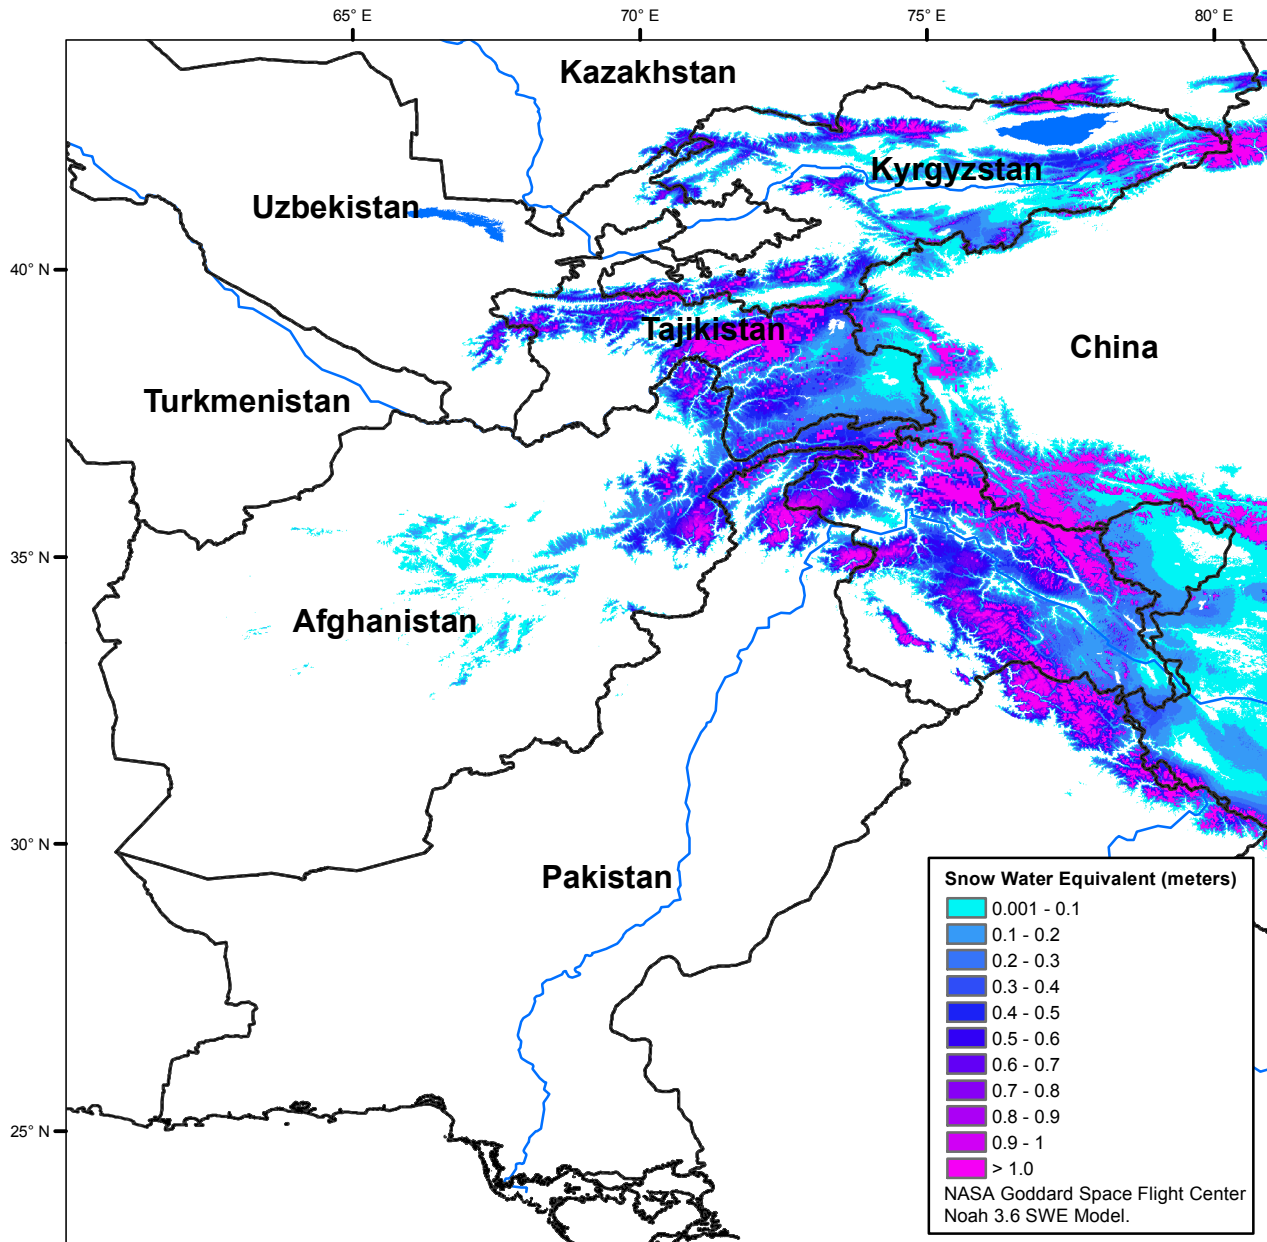 65° E
70° E
75° E
80° E
Kazakhstan
Kyrgyzstan
Uzbekistan
40° N
Tajikistan
China
Turkmenistan
35° N
Afghanistan
30° N
Pakistan
25° N
Snow Water Equivalent (meters)
0.001 - 0.1
0.1 - 0.2
0.2 - 0.3
0.3 - 0.4
0.4 - 0.5
0.5 - 0.6
0.6 - 0.7
0.7 - 0.8
0.8 - 0.9
0.9 - 1
> 1.0
NASA Goddard Space Flight Center
Noah 3.6 SWE Model.